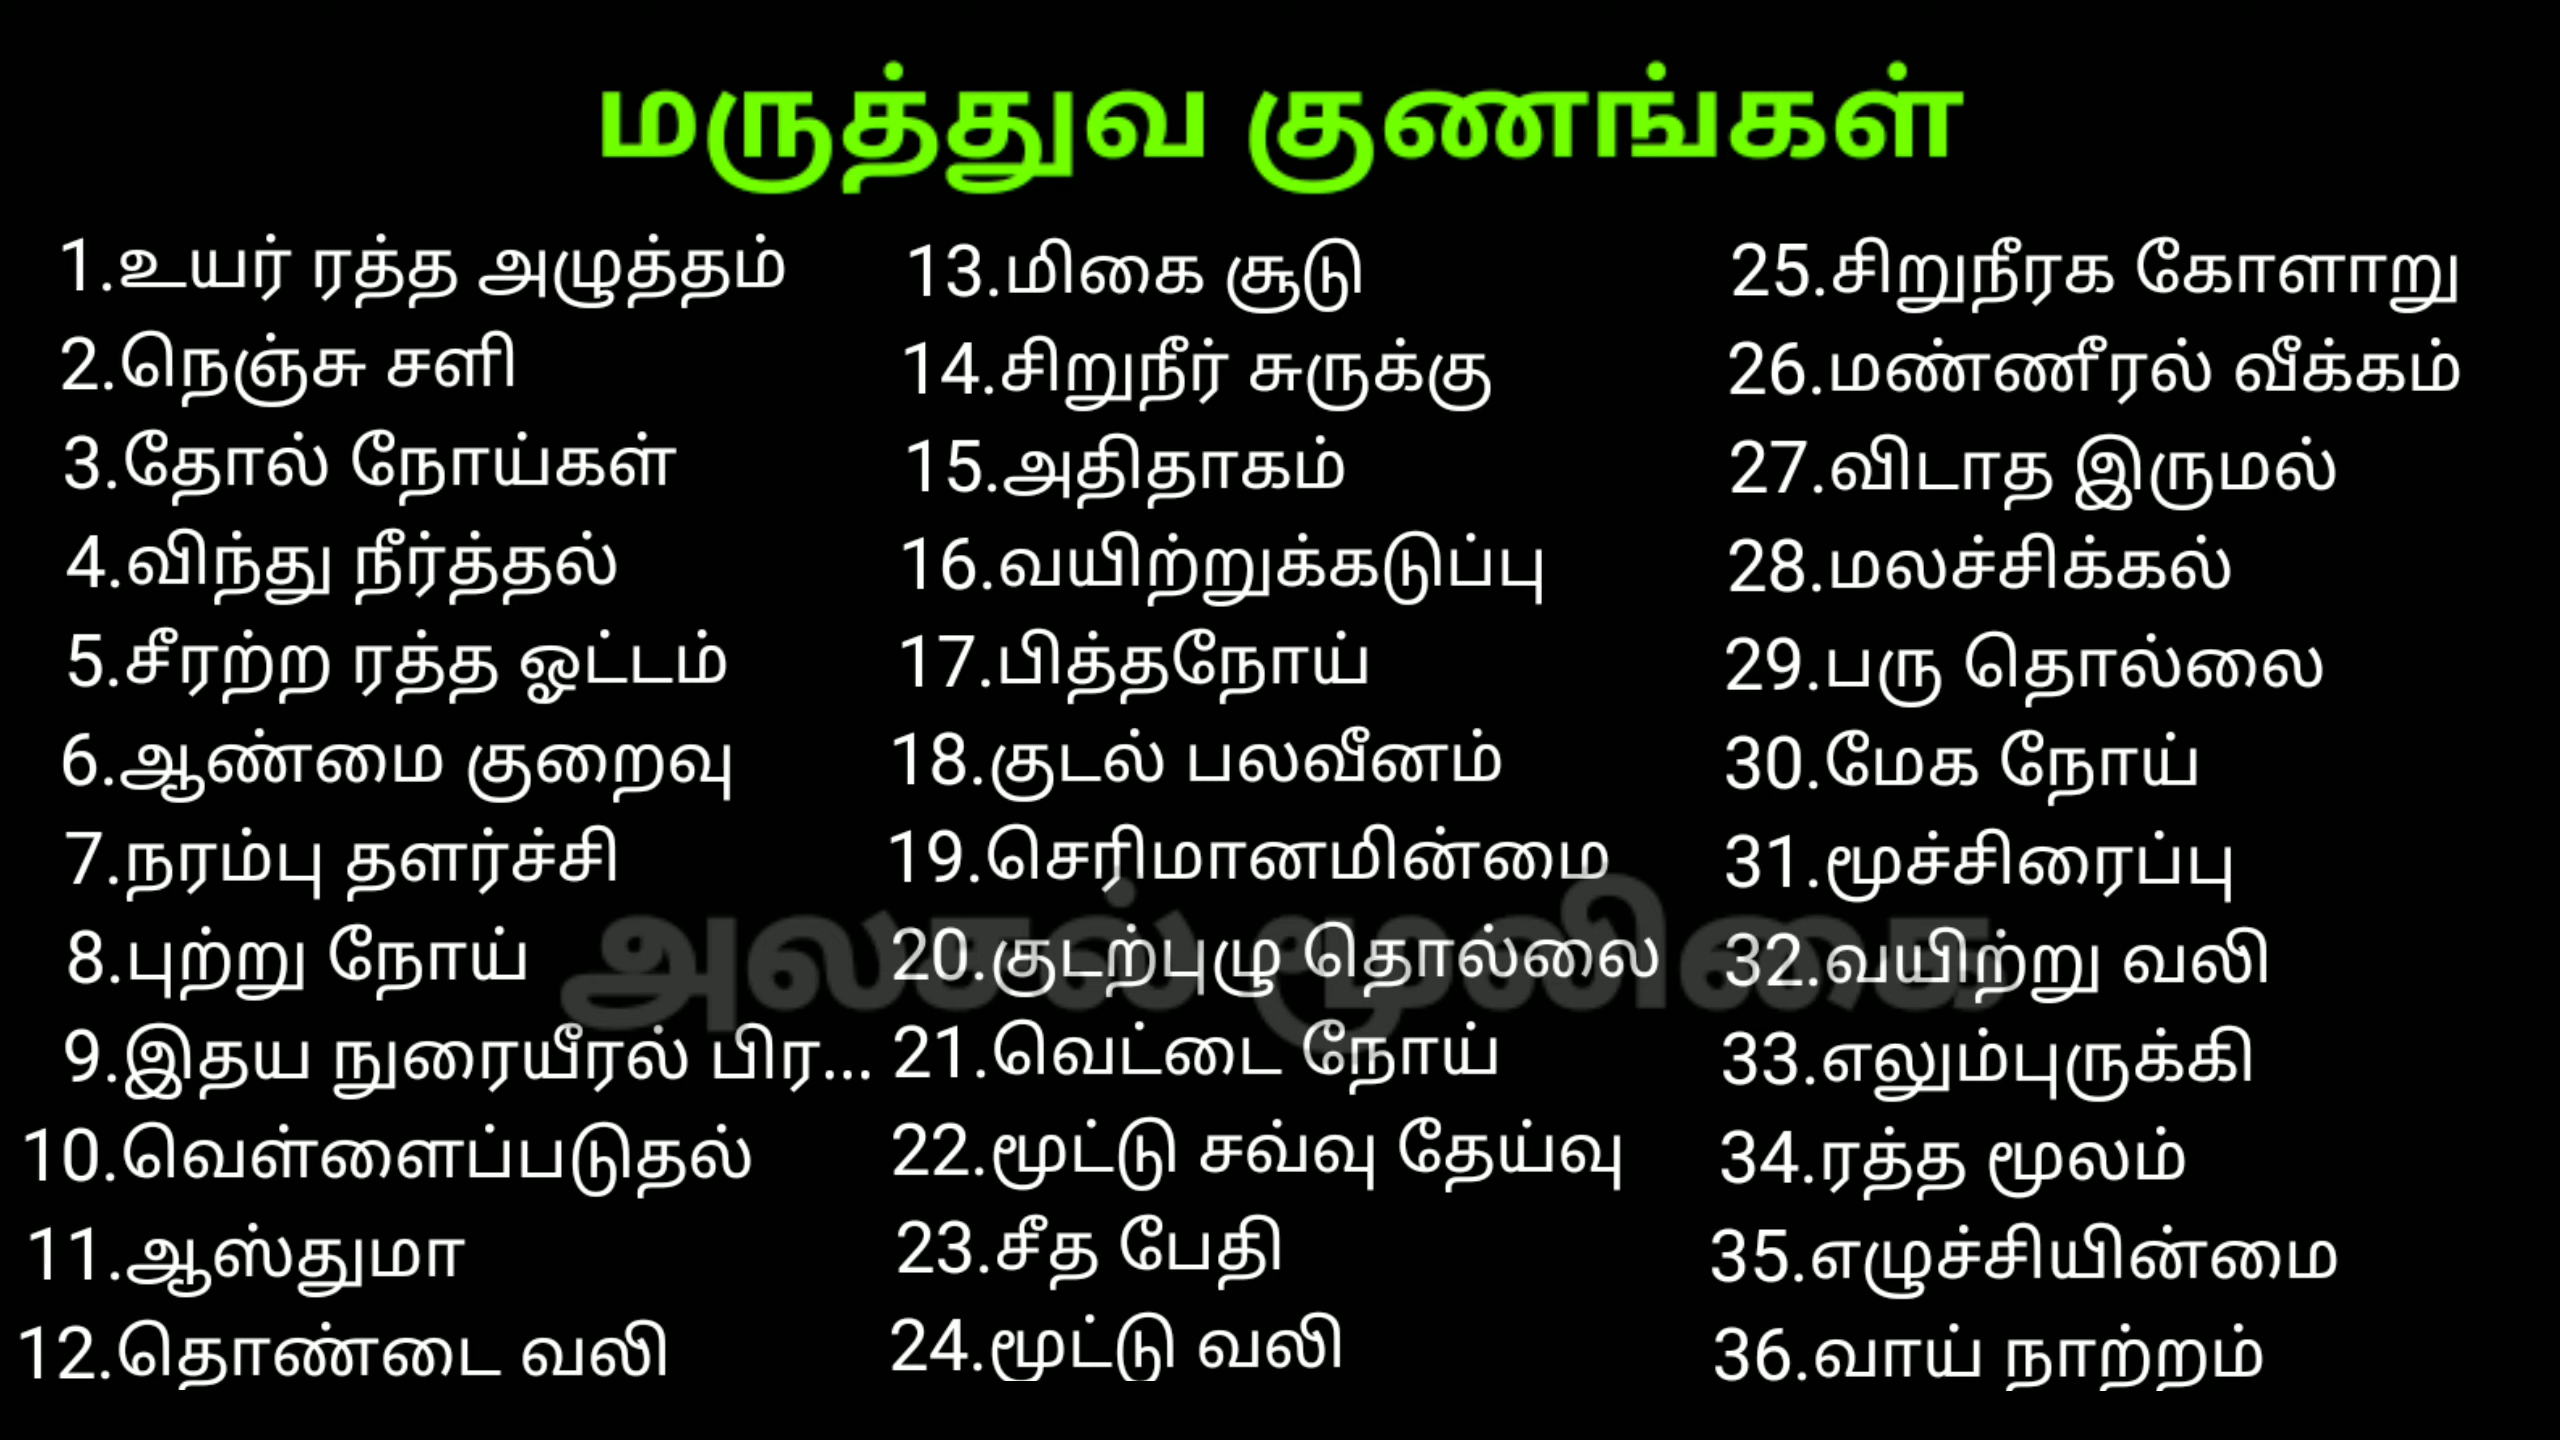 மருத்துவ குணங்கள்
1.உயர் ரத்த அழுத்தம்
2.நெஞ்சு சளி
3.தோல் நோய்கள்
4.விந்து நீர்த்தல்
5.சீரற்ற ரத்த ஓட்டம்
6.ஆண்மை குறைவு
7.நரம்பு தளர்ச்சி
8.புற்று நோய்
9.இதய நுரையீரல் பிர...
10.வெள்ளைப்படுதல்
11.ஆஸ்துமா
12.தொண்டை வலி
13.மிகை சூடு
14.சிறுநீர் சுருக்கு
15.அதிதாகம்
16.வயிற்றுக்கடுப்பு
17.பித்தநோய்
18.குடல் பலவீனம்
19.செரிமானமின்மை
20.குடற்புழு தொல்லை
21.வெட்டை நோய்
22.மூட்டு சவ்வு தேய்வு
23.சீத பேதி
24.மூட்டு வலி
25.சிறுநீரக கோளாறு
26.மண்ணீரல் வீக்கம்
27.விடாத இருமல்
28.மலச்சிக்கல்
29.பரு தொல்லை
30.மேக நோய்
31.மூச்சிரைப்பு
32.வயிற்று வலி
33.எலும்புருக்கி
34.ரத்த மூலம்
35.எழுச்சியின்மை
36.வாய் நாற்றம்
அலசல் மூலிகை